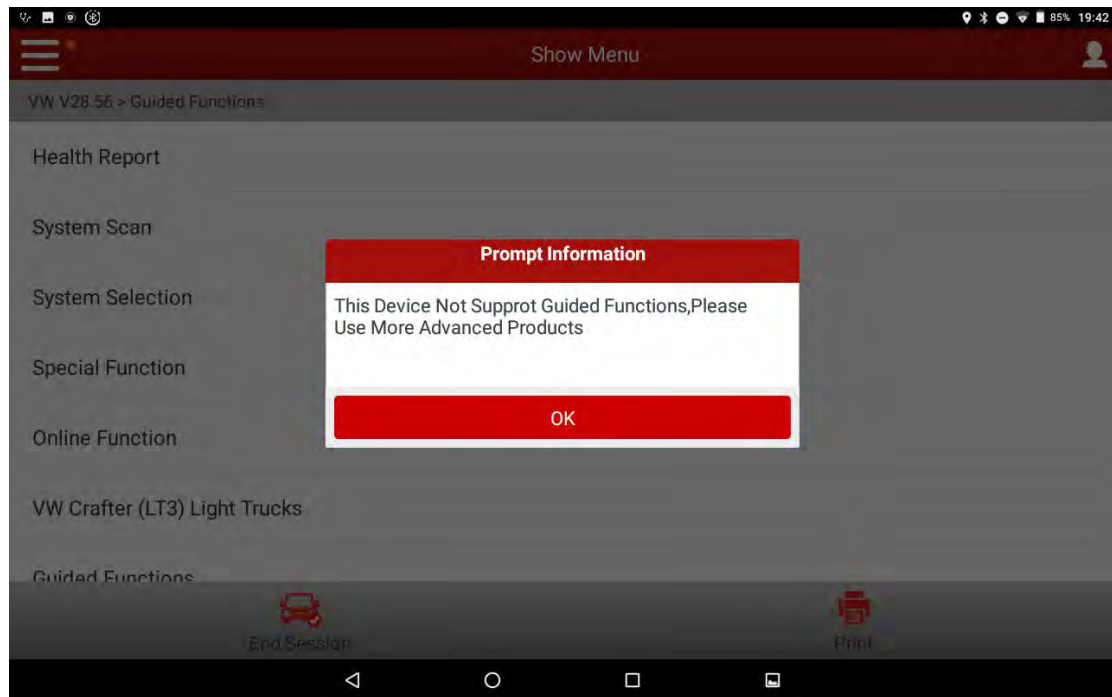 85% 19:42
Show Menu
VW V28.56 > Guided Functions
Health Report
System Scan
System Selection
Special Function
Online Function
VW Crafter (LT3) Light Trucks
Guided Functions
Prompt Information
This Device Not Supprot Guided Functions,Please
Use More Advanced Products
OK
End Session
Print